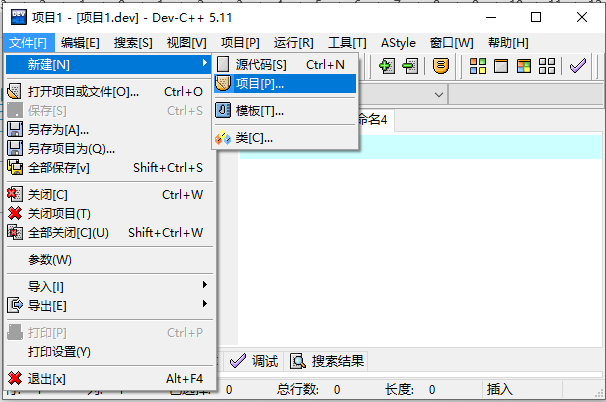 项目1 - [项目1.dev] - Dev-C++ 5.11
文件[F] 编辑[E] 搜索[S] 视图[V] 项目[P] 运行[R] 工具[T] AStyle 窗口[W] 帮助[H]
新建[N]
源代码[S] Ctrl+N
项目[P]...
模板[T]...
类[C]...
打开项目或文件[O]... Ctrl+O
保存[S] Ctrl+S
另存为[A]...
另存项目为(Q)...
全部保存[v] Shift+Ctrl+S
关闭[C] Ctrl+W
关闭项目(T)
全部关闭[C](U) Shift+Ctrl+W
参数(W)
导入[I]
导出[E]
打印[P] Ctrl+P
打印设置(Y)
退出[x] Alt+F4
命名4
调试 搜索结果
0 总行数: 0 长度: 0 插入